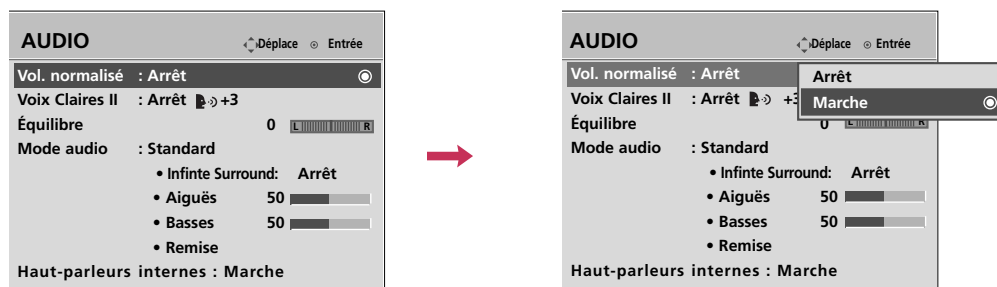 AUDIO
Déplace Entrée
Vol. normalisé : Arrêt
Voix Claires II : Arrêt +3
Équilibre 0 L R
Mode audio : Standard
• Infinte Surround: Arrêt
• Aiguës 50
• Basses 50
• Remise
Haut-parleurs internes : Marche
AUDIO
Déplace Entrée
Vol. normalisé : Arrêt
Arrêt
Marche
Voix Claires II : Arrêt +3
Équilibre 0 L R
Mode audio : Standard
• Infinte Surround: Arrêt
• Aiguës 50
• Basses 50
• Remise
Haut-parleurs internes : Marche